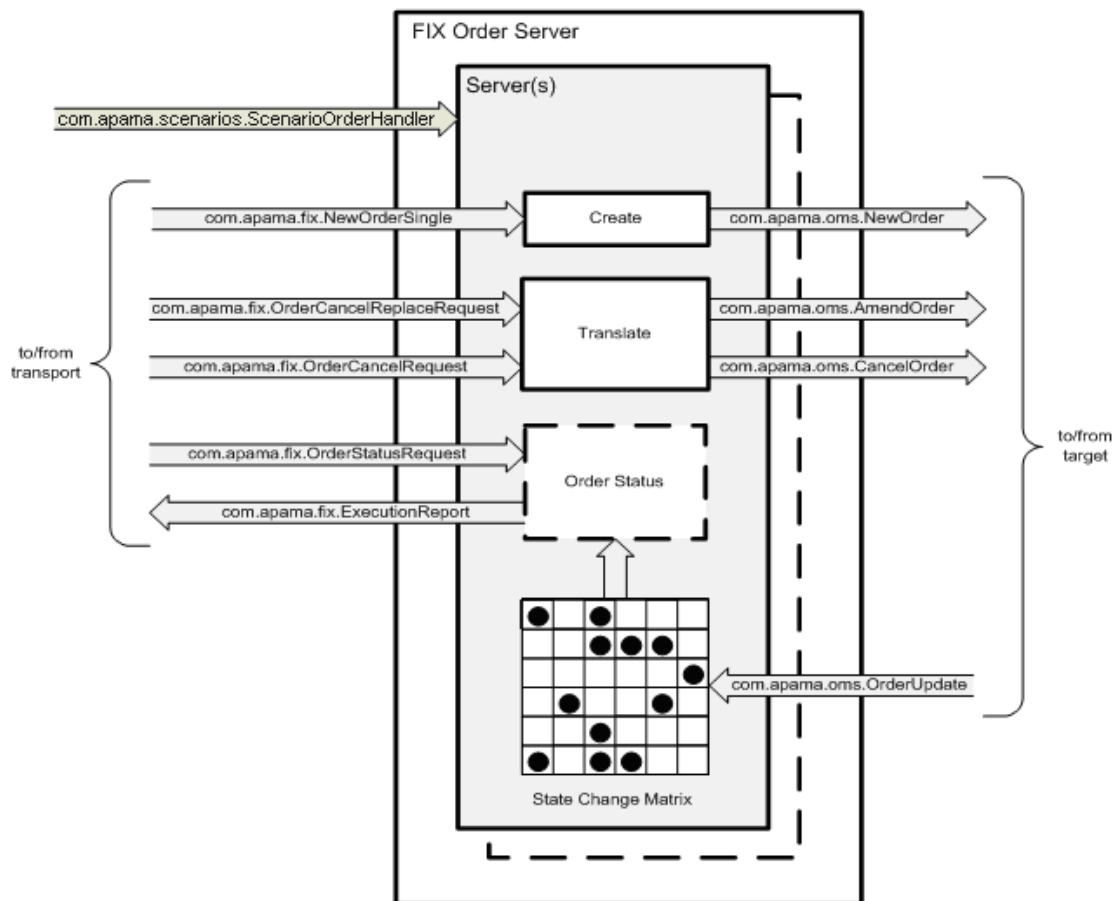 FIX Order Server
Server(s)
com.apama.scenarios.ScenarioOrderHandler
com.apama.fix.NewOrderSingle
Create
com.apama.oms.NewOrder
com.apama.fix.OrderCancelReplaceRequest
Translate
com.apama.oms.AmendOrder
com.apama.fix.OrderCancelRequest
com.apama.oms.CancelOrder
to/from
transport
com.apama.fix.OrderStatusRequest
Order Status
com.apama.fix.ExecutionReport
to/from
target
com.apama.oms.OrderUpdate
State Change Matrix